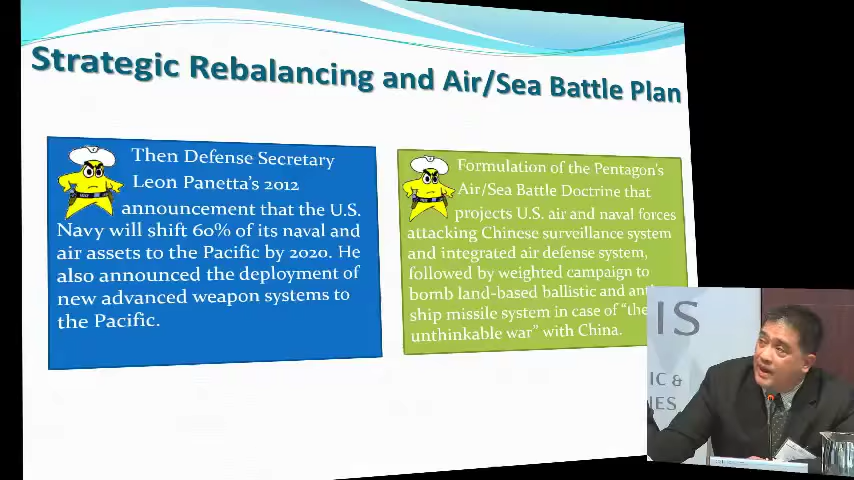 Strategic Rebalancing and Air/Sea Battle Plan
Then Defense Secretary
Leon Panetta's 2012
announcement that the U.S.
Navy will shift 60% of its naval and
air assets to the Pacific by 2020. He
also announced the deployment of
new advanced weapon systems to
the Pacific.
Formulation of the Pentagon's
Air/Sea Battle Doctrine that
projects U.S. air and naval forces
attacking Chinese surveillance system
and integrated air defense system,
followed by weighted campaign to
bomb land-based ballistic and
ship missile system in case of "the
unthinkable war" with China.
IS
IC &
IES